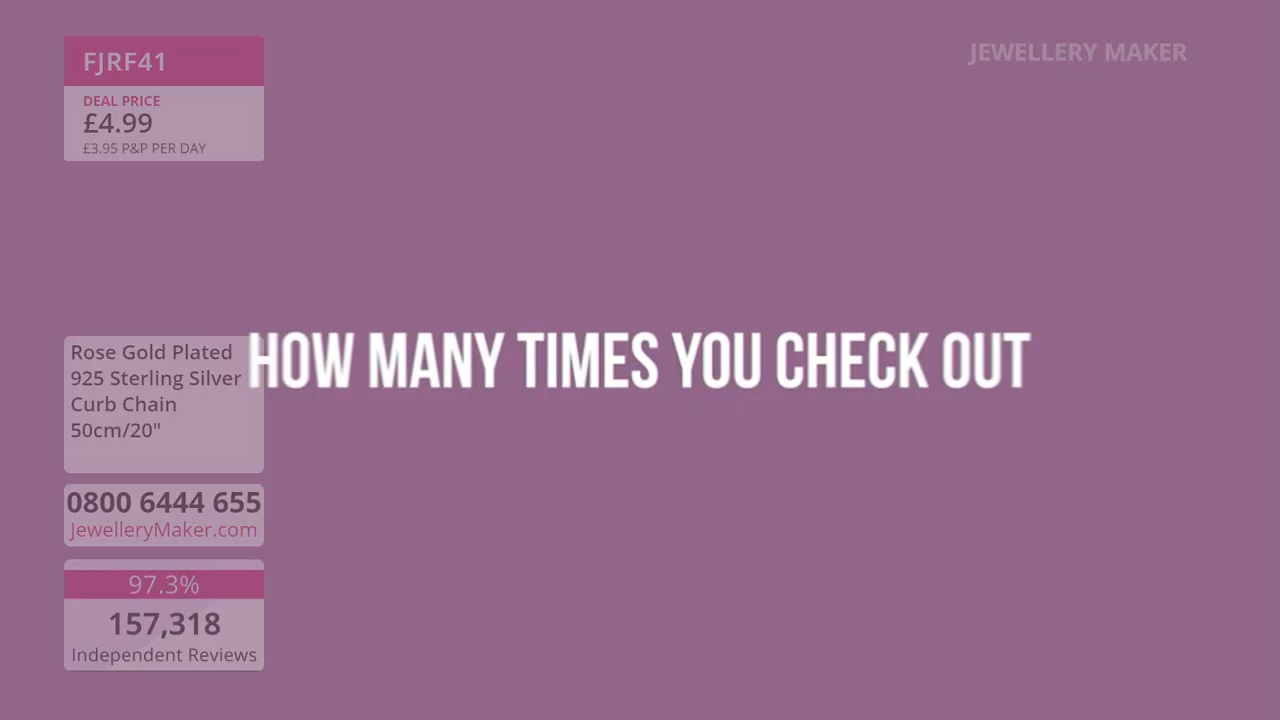 FJRF41
JEWELLERY MAKER
DEAL PRICE
£4.99
£3.95 P&P PER DAY
HOW MANY TIMES YOU CHECK OUT
Rose Gold Plated
925 Sterling Silver
Curb Chain
50cm/20"
0800 6444 655
JewelleryMaker.com
97.3%
157,318
Independent Reviews